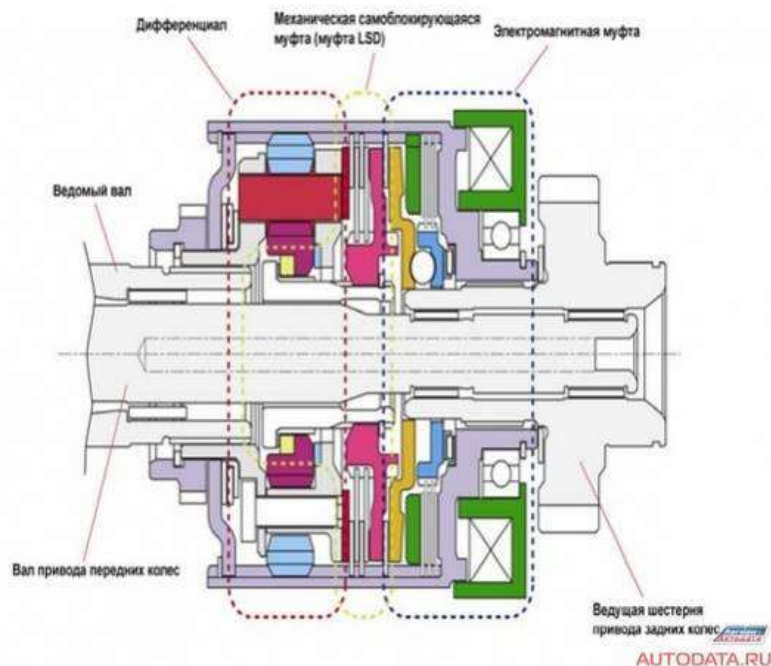 Дифференциал
Механическая самоблокирующаяся
муфта (муфта LSD)
Электромагнитная муфта
Ведомый вал
Вал привода передних колес
Ведущая шестерня
привода задних колес
AUTODATA.RU